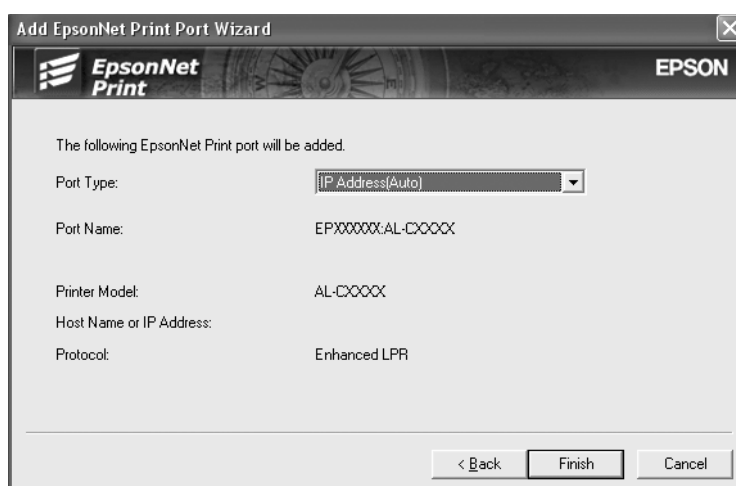 Add EpsonNet Print Port Wizard
EpsonNet
Print
EPSON
The following EpsonNet Print port will be added.
Port Type: IP Address(Auto)
Port Name: EPXXXXXX:AL-CXXXX
Printer Model: AL-CXXXX
Host Name or IP Address:
Protocol: Enhanced LPR
< Back Finish Cancel